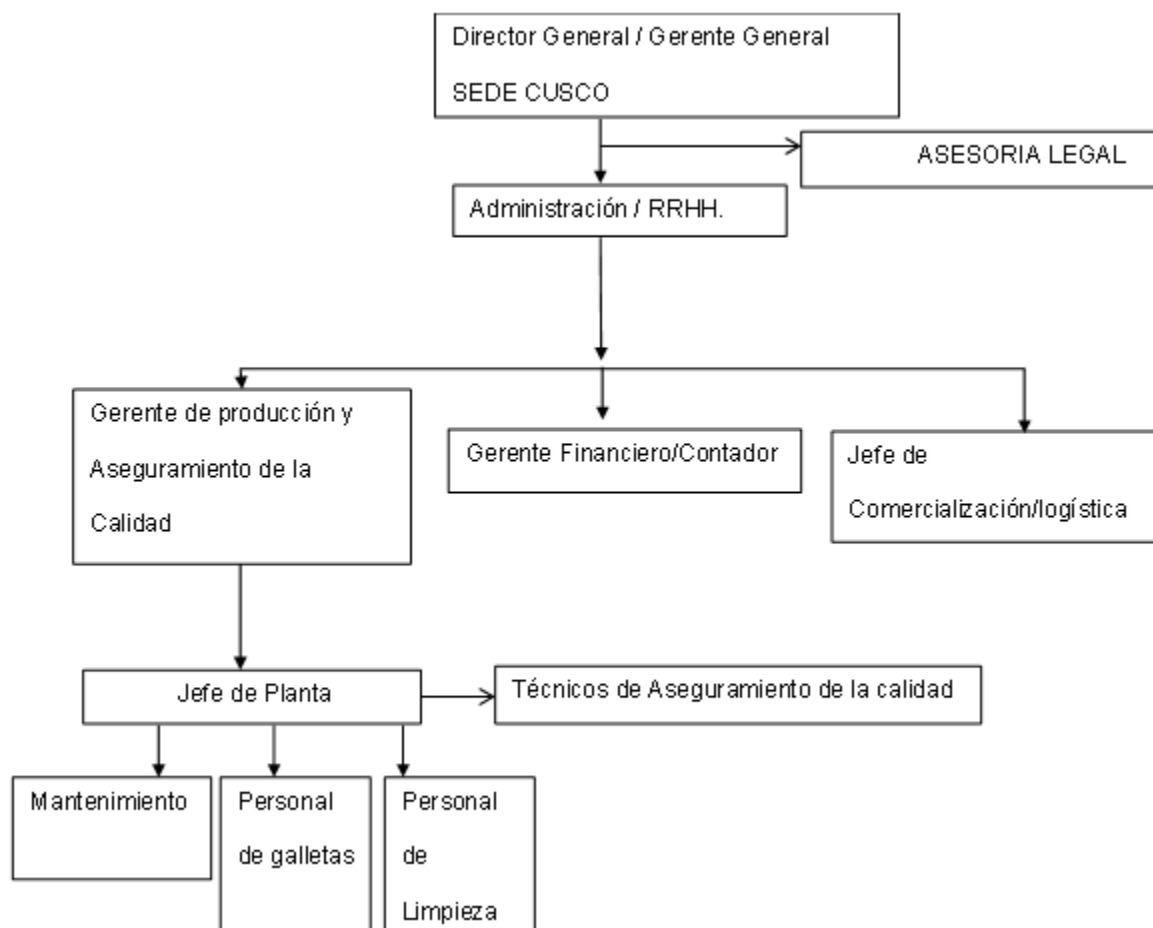 Director General / Gerente General
SEDE CUSCO
ASESORIA LEGAL
Administración / RRHH.
Gerente de producción y
Aseguramiento de la
Calidad
Gerente Financiero/Contador
Jefe de
Comercialización/logística
Jefe de Planta
Técnicos de Aseguramiento de la calidad
Mantenimiento
Personal
de galletas
Personal
de
Limpieza